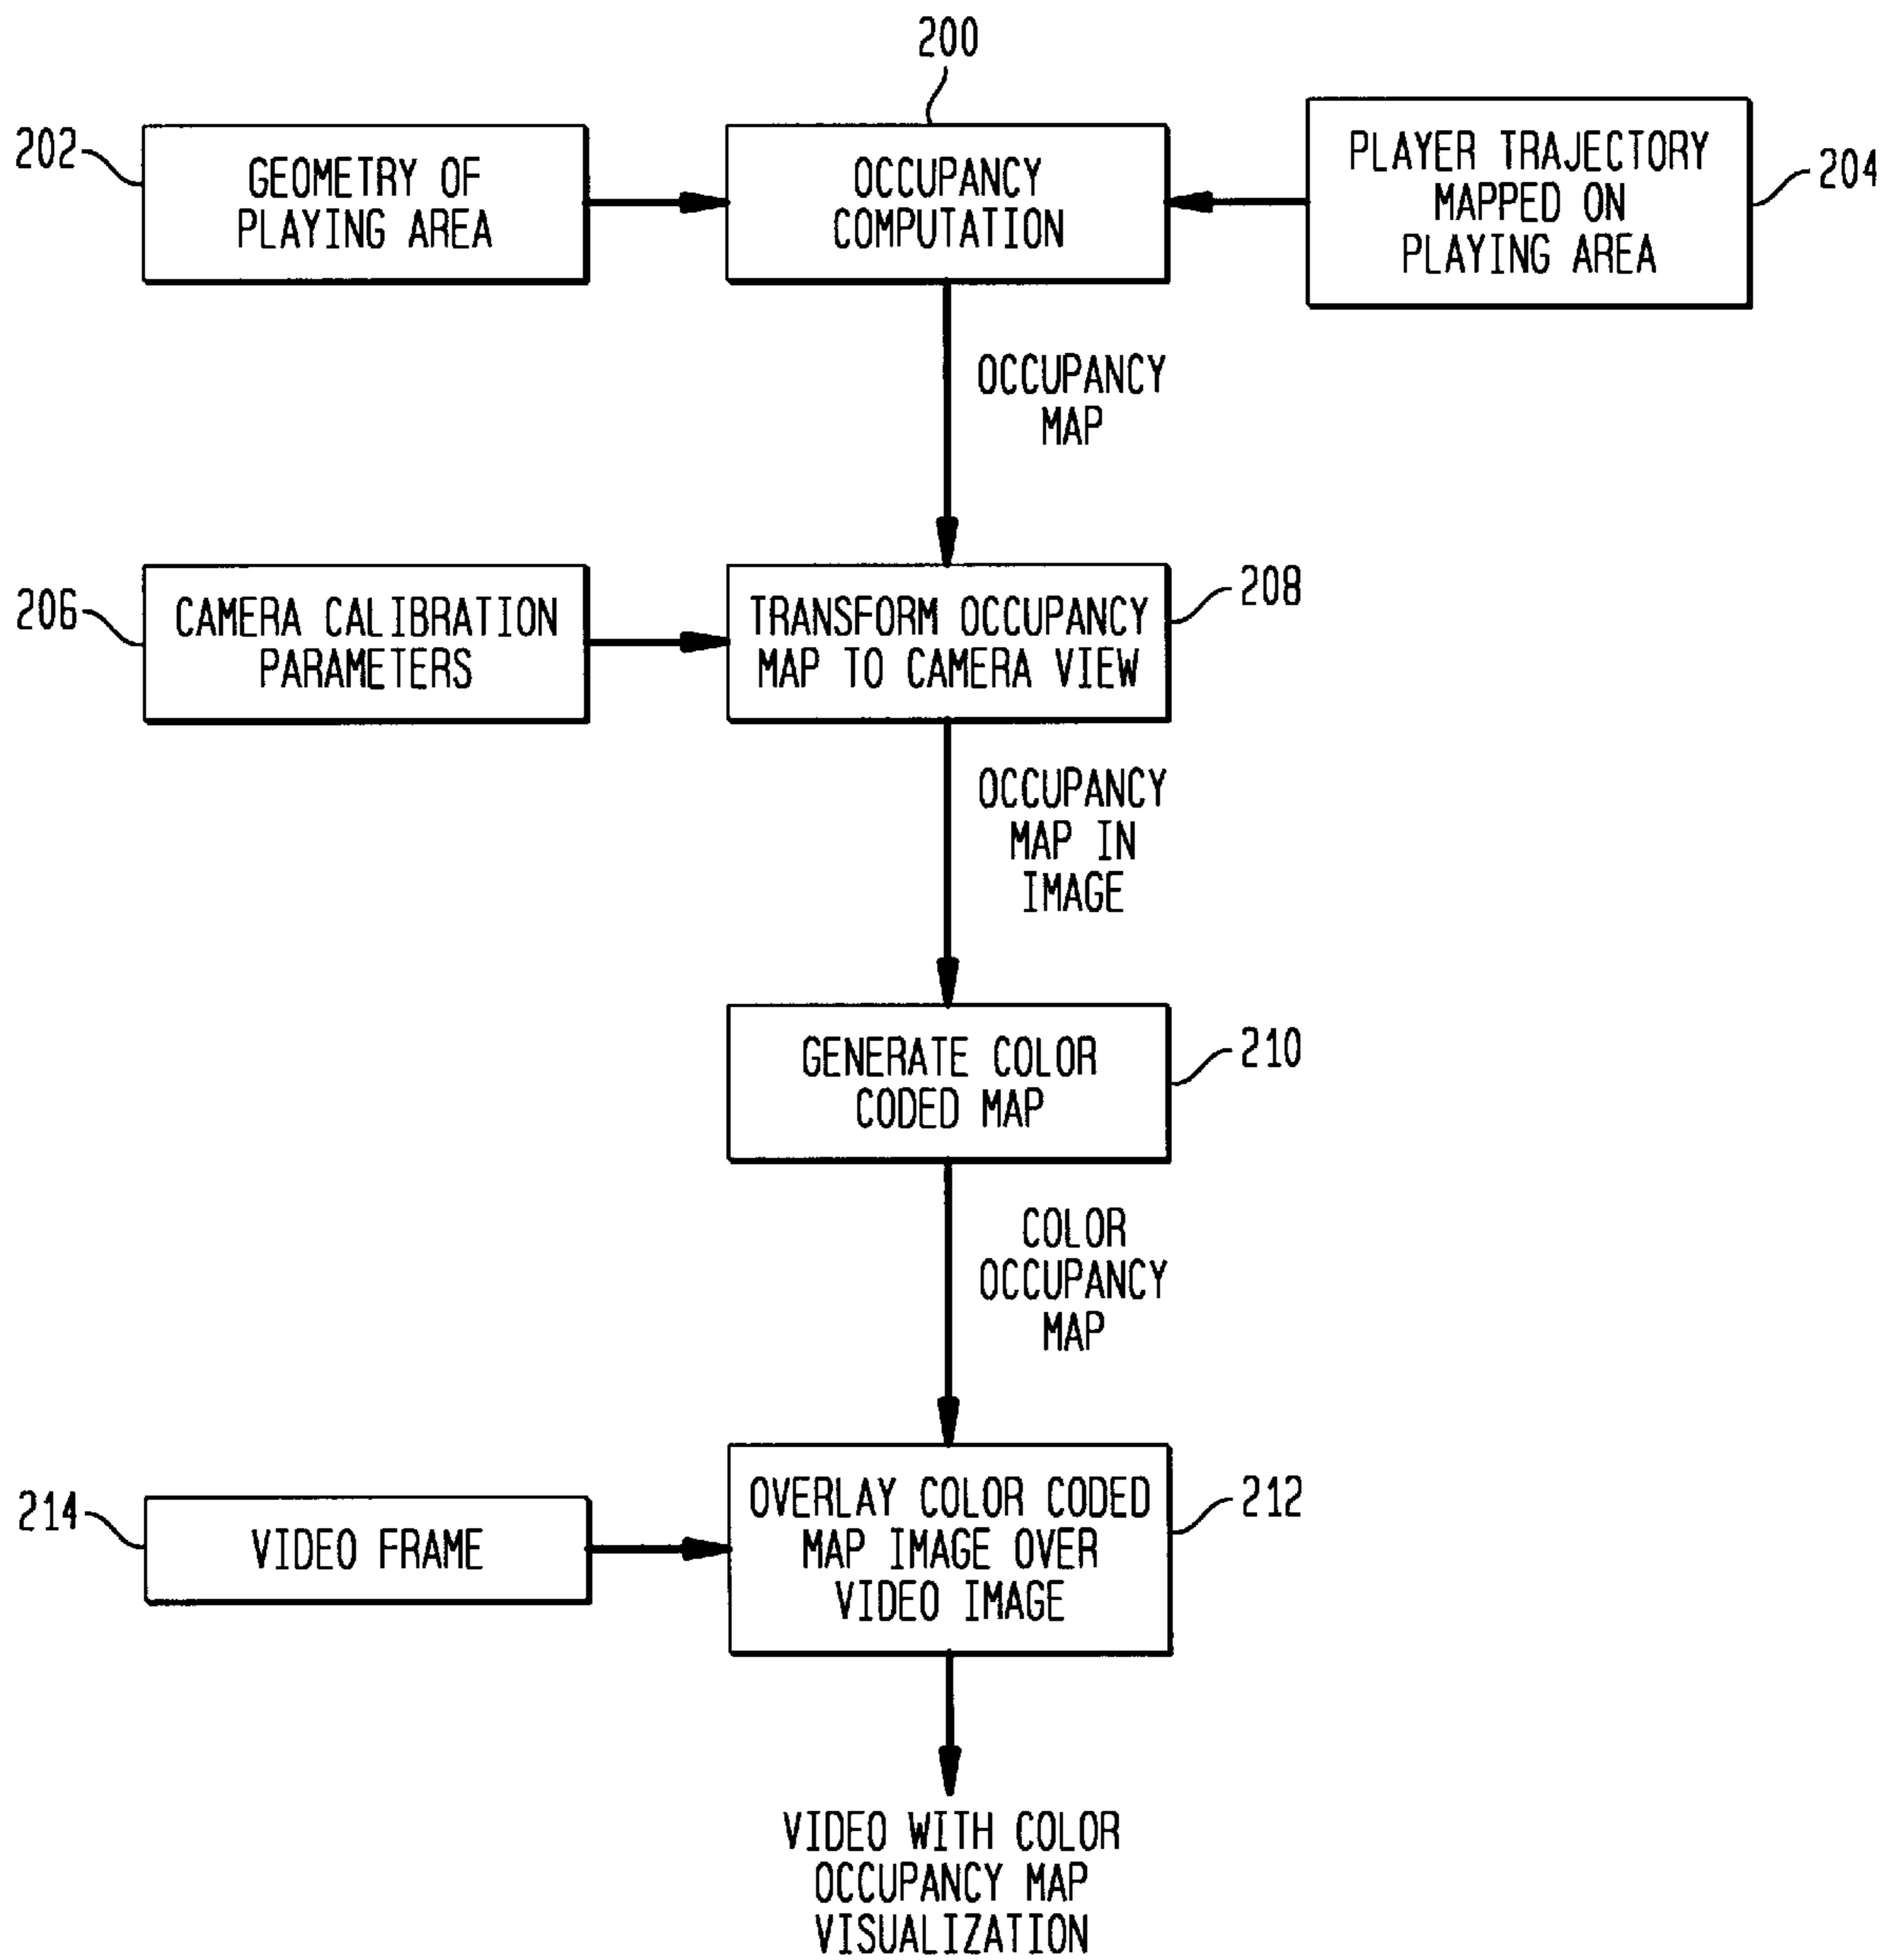 200
202
GEOMETRY OF
PLAYING AREA
OCCUPANCY
COMPUTATION
PLAYER TRAJECTORY
MAPPED ON
PLAYING AREA
204
OCCUPANCY
MAP
206
CAMERA CALIBRATION
PARAMETERS
TRANSFORM OCCUPANCY
MAP TO CAMERA VIEW
208
OCCUPANCY
MAP IN
IMAGE
GENERATE COLOR
CODED MAP
210
COLOR
OCCUPANCY
MAP
214
VIDEO FRAME
OVERLAY COLOR CODED
MAP IMAGE OVER
VIDEO IMAGE
212
VIDEO WITH COLOR
OCCUPANCY MAP
VISUALIZATION